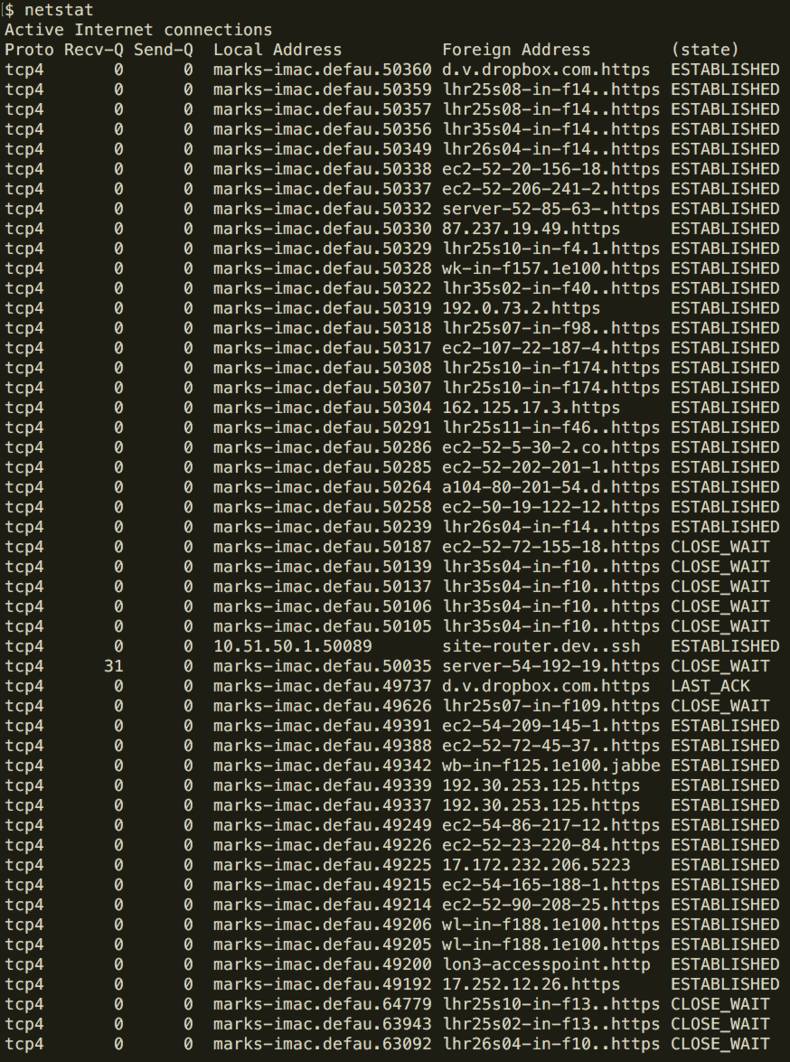 $ netstat
Active Internet connections
Proto Recv-Q Send-Q  Local Address          Foreign Address        (state)
tcp4       0      0  marks-imac.defau.50360 d.v.dropbox.com.https  ESTABLISHED
tcp4       0      0  marks-imac.defau.50359 lhr25s08-in-f14..https ESTABLISHED
tcp4       0      0  marks-imac.defau.50357 lhr25s08-in-f14..https ESTABLISHED
tcp4       0      0  marks-imac.defau.50356 lhr35s04-in-f14..https ESTABLISHED
tcp4       0      0  marks-imac.defau.50349 lhr26s04-in-f14..https ESTABLISHED
tcp4       0      0  marks-imac.defau.50338 ec2-52-20-156-18.https ESTABLISHED
tcp4       0      0  marks-imac.defau.50337 ec2-52-206-241-2.https ESTABLISHED
tcp4       0      0  marks-imac.defau.50332 server-52-85-63-.https ESTABLISHED
tcp4       0      0  marks-imac.defau.50330 87.237.19.49.https     ESTABLISHED
tcp4       0      0  marks-imac.defau.50329 lhr25s10-in-f4.1.https ESTABLISHED
tcp4       0      0  marks-imac.defau.50328 wk-in-f157.1e100.https ESTABLISHED
tcp4       0      0  marks-imac.defau.50322 lhr35s02-in-f40..https ESTABLISHED
tcp4       0      0  marks-imac.defau.50319 192.0.73.2.https       ESTABLISHED
tcp4       0      0  marks-imac.defau.50318 lhr25s07-in-f98..https ESTABLISHED
tcp4       0      0  marks-imac.defau.50317 ec2-107-22-187-4.https ESTABLISHED
tcp4       0      0  marks-imac.defau.50308 lhr25s10-in-f174.https ESTABLISHED
tcp4       0      0  marks-imac.defau.50307 lhr25s10-in-f174.https ESTABLISHED
tcp4       0      0  marks-imac.defau.50304 162.125.17.3.https     ESTABLISHED
tcp4       0      0  marks-imac.defau.50291 lhr25s11-in-f46..https ESTABLISHED
tcp4       0      0  marks-imac.defau.50286 ec2-52-5-30-2.co.https ESTABLISHED
tcp4       0      0  marks-imac.defau.50285 ec2-52-202-201-1.https ESTABLISHED
tcp4       0      0  marks-imac.defau.50264 a104-80-201-54.d.https ESTABLISHED
tcp4       0      0  marks-imac.defau.50258 ec2-50-19-122-12.https ESTABLISHED
tcp4       0      0  marks-imac.defau.50239 lhr26s04-in-f14..https ESTABLISHED
tcp4       0      0  marks-imac.defau.50187 ec2-52-72-155-18.https CLOSE_WAIT
tcp4       0      0  marks-imac.defau.50139 lhr35s04-in-f10..https CLOSE_WAIT
tcp4       0      0  marks-imac.defau.50137 lhr35s04-in-f10..https CLOSE_WAIT
tcp4       0      0  marks-imac.defau.50106 lhr35s04-in-f10..https CLOSE_WAIT
tcp4       0      0  marks-imac.defau.50105 lhr35s04-in-f10..https CLOSE_WAIT
tcp4       0      0  10.51.50.1.50089       site-router.dev..ssh   ESTABLISHED
tcp4      31      0  marks-imac.defau.50035 server-54-192-19.https CLOSE_WAIT
tcp4       0      0  marks-imac.defau.49737 d.v.dropbox.com.https  LAST_ACK
tcp4       0      0  marks-imac.defau.49626 lhr25s07-in-f109.https CLOSE_WAIT
tcp4       0      0  marks-imac.defau.49391 ec2-54-209-145-1.https ESTABLISHED
tcp4       0      0  marks-imac.defau.49388 ec2-52-72-45-37..https ESTABLISHED
tcp4       0      0  marks-imac.defau.49342 wb-in-f125.1e100.jabbe ESTABLISHED
tcp4       0      0  marks-imac.defau.49339 192.30.253.125.https   ESTABLISHED
tcp4       0      0  marks-imac.defau.49337 192.30.253.125.https   ESTABLISHED
tcp4       0      0  marks-imac.defau.49249 ec2-54-86-217-12.https ESTABLISHED
tcp4       0      0  marks-imac.defau.49226 ec2-52-23-220-84.https ESTABLISHED
tcp4       0      0  marks-imac.defau.49225 17.172.232.206.5223    ESTABLISHED
tcp4       0      0  marks-imac.defau.49215 ec2-54-165-188-1.https ESTABLISHED
tcp4       0      0  marks-imac.defau.49214 ec2-52-90-208-25.https ESTABLISHED
tcp4       0      0  marks-imac.defau.49206 wl-in-f188.1e100.https ESTABLISHED
tcp4       0      0  marks-imac.defau.49205 wl-in-f188.1e100.https ESTABLISHED
tcp4       0      0  marks-imac.defau.49200 lon3-accesspoint.http  ESTABLISHED
tcp4       0      0  marks-imac.defau.49192 17.252.12.26.https     ESTABLISHED
tcp4       0      0  marks-imac.defau.64779 lhr25s10-in-f13..https CLOSE_WAIT
tcp4       0      0  marks-imac.defau.63943 lhr25s02-in-f13..https CLOSE_WAIT
tcp4       0      0  marks-imac.defau.63092 lhr26s04-in-f10..https CLOSE_WAIT